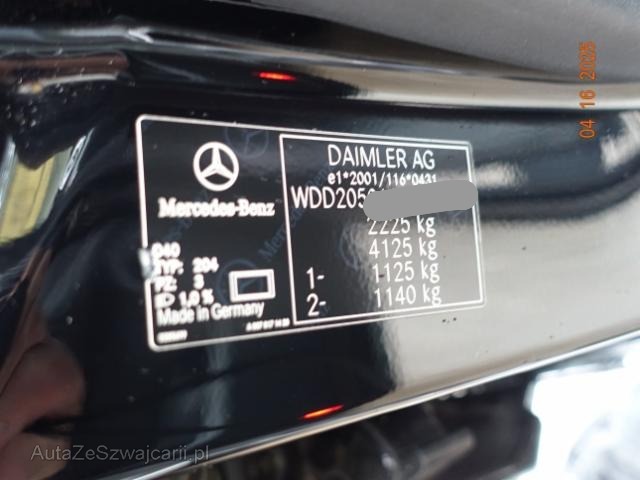 04 16 2025
DAIMLER AG
e1*2001/116*0431
WDD205
2225 kg
4125 kg
1- 1125 kg
2- 1140 kg
Mercedes-Benz
040
TYP: 204
PZ: 3
ID 1,0 %
Made in Germany
AutaZeSzwajcarii.pl